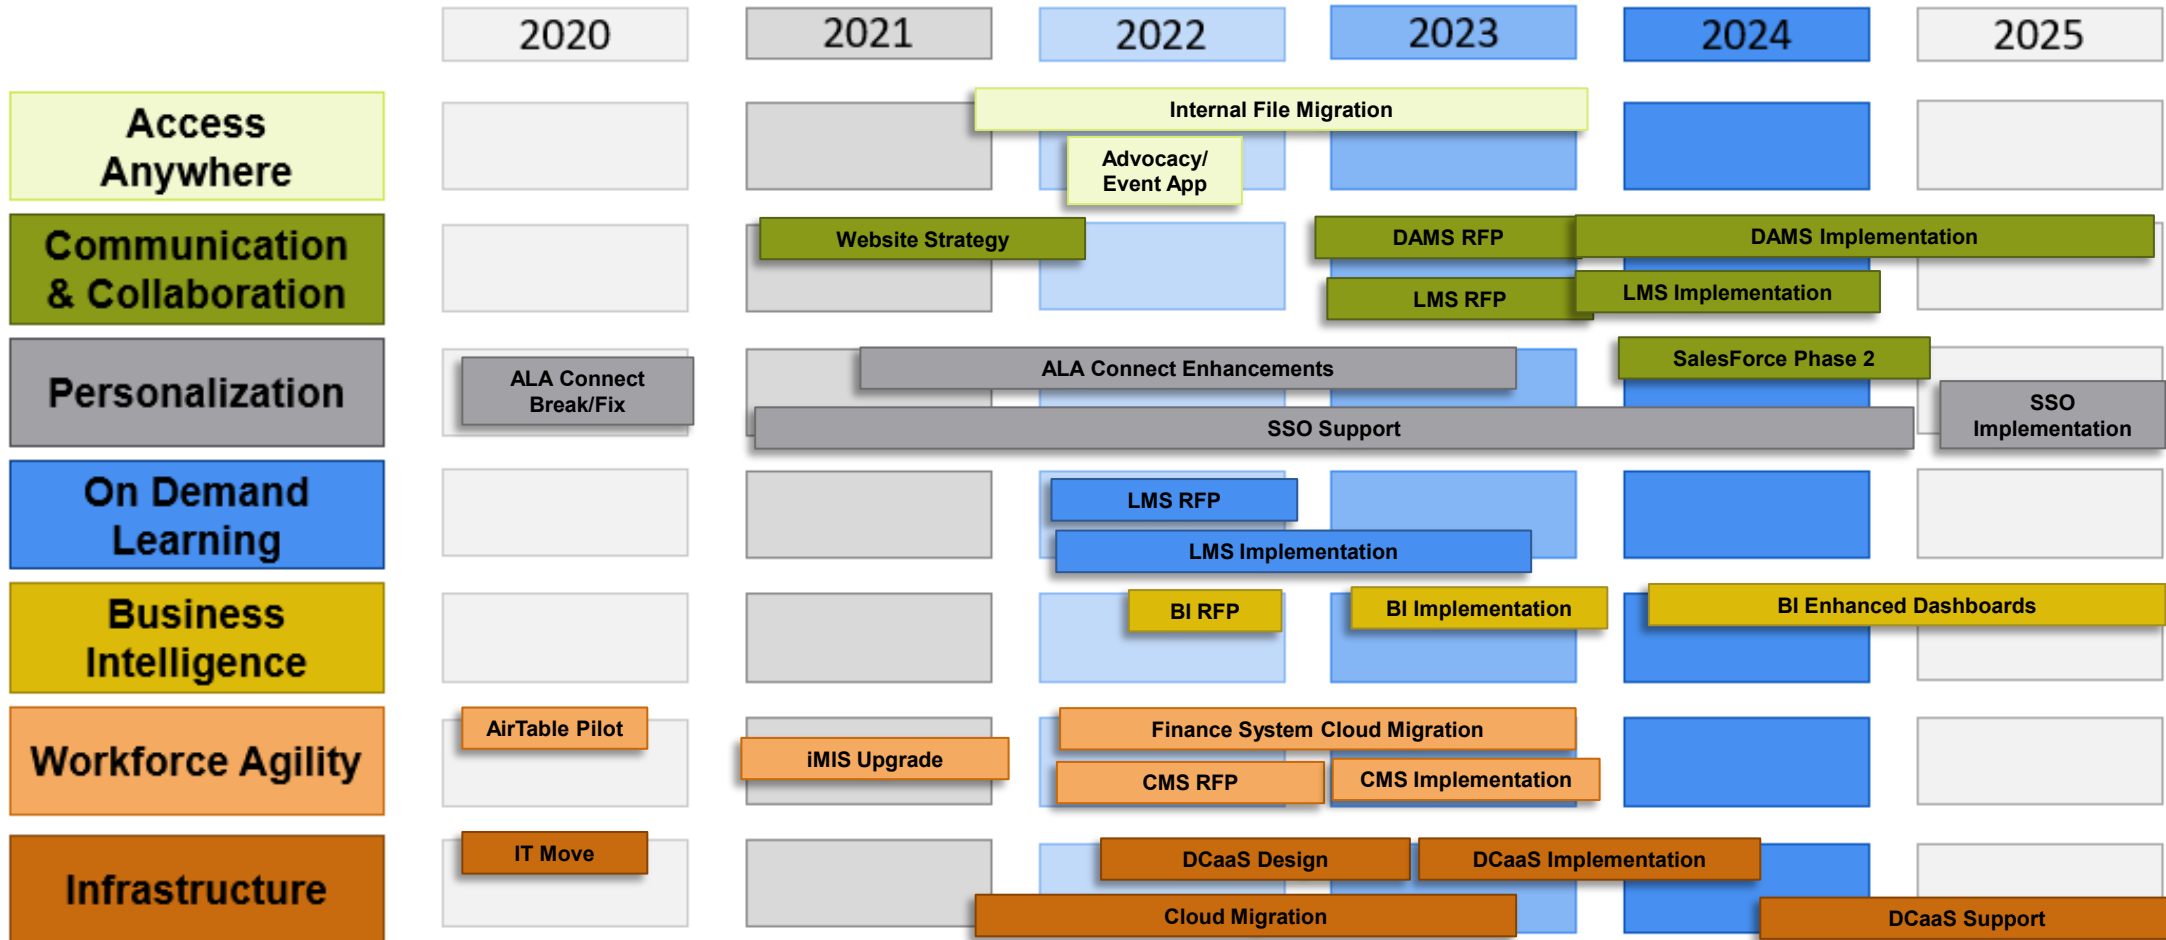 2020
2021
2022
2023
2024
2025
Access
Anywhere
Internal File Migration
Advocacy/
Event App
Communication
& Collaboration
Website Strategy
DAMS RFP
DAMS Implementation
LMS RFP
LMS Implementation
Personalization
ALA Connect
Break/Fix
ALA Connect Enhancements
SalesForce Phase 2
SSO Support
SSO
Implementation
On Demand
Learning
LMS RFP
LMS Implementation
Business
Intelligence
BI RFP
BI Implementation
BI Enhanced Dashboards
Workforce Agility
AirTable Pilot
iMIS Upgrade
Finance System Cloud Migration
CMS RFP
CMS Implementation
Infrastructure
IT Move
DCaaS Design
DCaaS Implementation
Cloud Migration
DCaaS Support